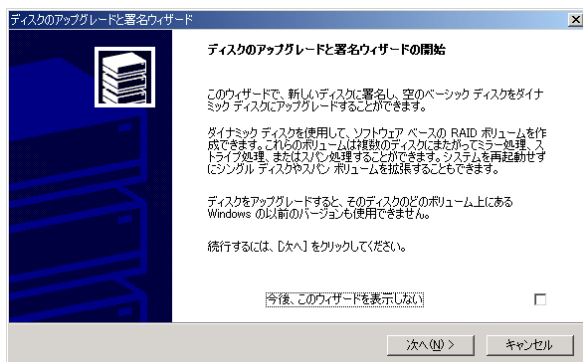 ディスクのアップグレードと署名ウィザード
ディスクのアップグレードと署名ウィザードの開始
このウィザードで、新しいディスクに署名し、空のベーシック ディスクをダイナ
ミック ディスクにアップグレードすることができます。
ダイナミック ディスクを使用して、ソフトウェア ベースの RAID ボリュームを作
成できます。これらのボリュームは複数のディスクにまたがってミラー処理、ス
トライプ処理、またはスパン処理することができます。システムを再起動せず
にシングル ディスクやスパン ボリュームを拡張することもできます。
ディスクをアップグレードすると、そのディスクのどのボリューム上にある
Windows の以前のバージョンも使用できません。
続行するには、[次へ] をクリックしてください。
今後、このウィザードを表示しない
次へ(N) >
キャンセル